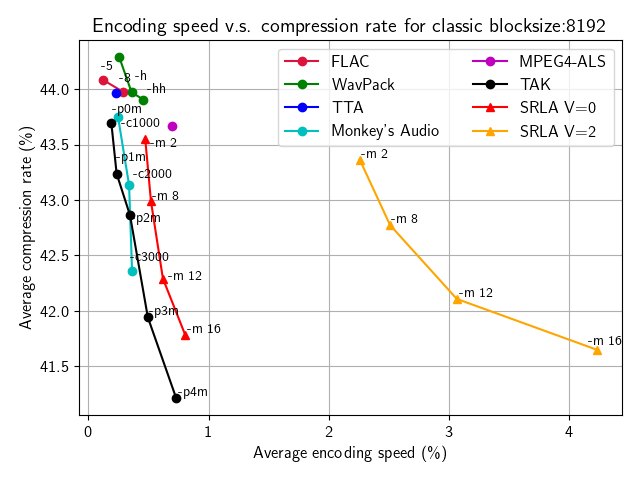 Encoding speed v.s. compression rate for classic blocksize:8192
FLAC
WavPack
TTA
Monkey's Audio
MPEG4-ALS
TAK
SRLA V=0
SRLA V=2
-5
-8
-h
-hh
-p0m
-c1000
-m 2
-p1m
-c2000
-m 8
-p2m
-c3000
-m 12
-p3m
-m 16
-p4m
-m 2
-m 8
-m 12
-m 16
44.0
43.5
43.0
42.5
42.0
41.5
Average compression rate (%)
0
1
2
3
4
Average encoding speed (%)